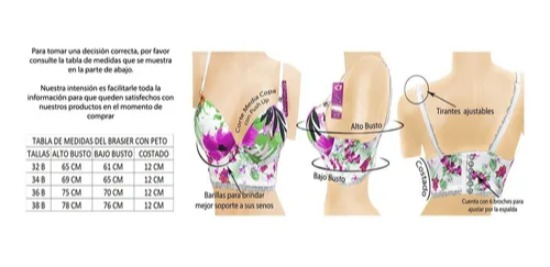 Para tomar una decisión correcta, por favor
consulte la tabla de medidas que se muestra
en la parte de abajo.
Nuestra intensión es facilitarle toda la
información para que queden satisfechos con
nuestros productos en el momento de
comprar
TABLA DE MEDIDAS DEL BRASIER CON PETO
TALLAS ALTO BUSTO BAJO BUSTO COSTADO
32 B 65 CM 61 CM 12 CM
34 B 69 CM 65 CM 12 CM
36 B 75 CM 70 CM 12 CM
38 B 78 CM 76 CM 12 CM
Corte Media Copa
con Push Up
Barillas para brindar
mejor soporte a sus senos
Alto Busto
Bajo Busto
Tirantes ajustables
Costado
Cuenta con 6 broches para
ajustar por la espalda